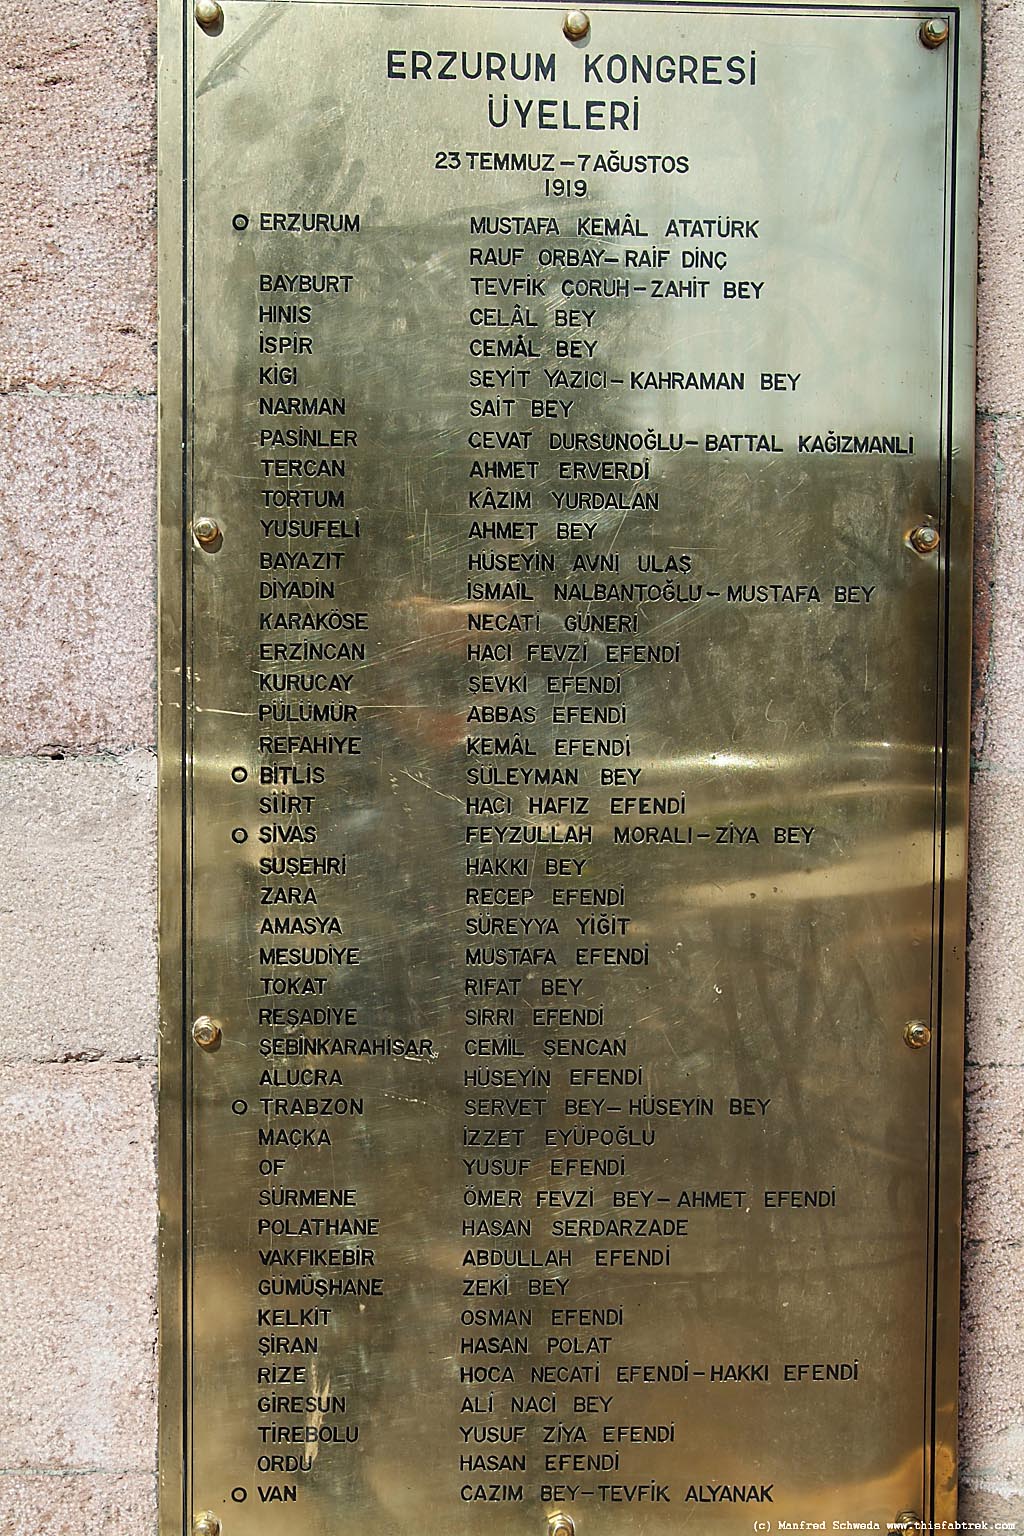 ERZURUM KONGRESİ
ÜYELERİ
23 TEMMUZ – 7 AĞUSTOS
1919
ERZURUM MUSTAFA KEMÂL ATATÜRK
RAUF ORBAY – RAİF DİNÇ
BAYBURT TEVFİK ÇORUH – ZAHİT BEY
HINIS CELÂL BEY
İSPİR CEMÂL BEY
KİGI SEYİT YAZICI – KAHRAMAN BEY
NARMAN SAİT BEY
PASİNLER CEVAT DURSUNOĞLU – BATTAL KAĞIZMANLI
TERCAN AHMET ERVERDİ
TORTUM KÂZIM YURDALAN
YUSUFELİ AHMET BEY
BAYAZIT HÜSEYİN AVNİ ULAŞ
DİYADİN İSMAİL NALBANTOĞLU – MUSTAFA BEY
KARAKÖSE NECATİ GÜNERİ
ERZİNCAN HACI FEVZİ EFENDİ
KURUCAY ŞEVKİ EFENDİ
PÜLÜMÜR ABBAS EFENDİ
REFAHİYE KEMÂL EFENDİ
BİTLİS SÜLEYMAN BEY
SİİRT HACI HAFIZ EFENDİ
SİVAS FEYZULLAH MORALI – ZİYA BEY
SUŞEHRİ HAKKI BEY
ZARA RECEP EFENDİ
AMASYA SÜREYYA YİĞİT
MESUDİYE MUSTAFA EFENDİ
TOKAT RIFAT BEY
REŞADİYE SIRRI EFENDİ
ŞEBİNKARAHİSAR CEMİL ŞENCAN
ALUCRA HÜSEYİN EFENDİ
TRABZON SERVET BEY – HÜSEYİN BEY
MAÇKA İZZET EYÜPOĞLU
OF YUSUF EFENDİ
SÜRMENE ÖMER FEVZİ BEY – AHMET EFENDİ
POLATHANE HASAN SERDARZADE
VAKFIKEBİR ABDULLAH EFENDİ
GÜMÜŞHANE ZEKİ BEY
KELKİT OSMAN EFENDİ
ŞİRAN HASAN POLAT
RİZE HOCA NECATİ EFENDİ – HAKKI EFENDİ
GİRESUN ALİ NACİ BEY
TİREBOLU YUSUF ZİYA EFENDİ
ORDU HASAN EFENDİ
VAN CAZIM BEY – TEVFİK ALYANAK
(c) Manfred Schweda www.thisfabtrek.com